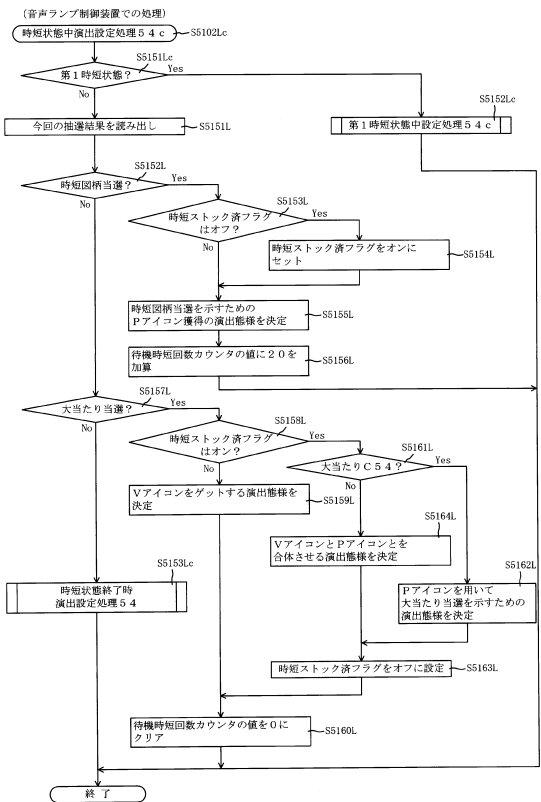 (音声ランプ制御装置での処理)
時短状態中演出設定処理54c
S5102Lc
第1時短状態?
S5151Lc
Yes
No
今回の抽選結果を読み出し
S5151L
第1時短状態中設定処理54c
S5152Lc
時短図柄当選?
S5152L
Yes
No
時短ストック済フラグ
はオフ?
S5153L
Yes
No
時短ストック済フラグをオンに
セット
S5154L
時短図柄当選を示すための
Pアイコン獲得の演出態様を決定
S5155L
待機時短回数カウンタの値に20を
加算
S5156L
大当たり当選?
S5157L
Yes
No
時短ストック済フラグ
はオン?
S5158L
Yes
No
大当たりC54?
S5161L
Yes
No
Vアイコンをゲットする演出態様を
決定
S5159L
VアイコンとPアイコンとを
合体させる演出態様を決定
S5164L
時短状態終了時
演出設定処理54
S5153Lc
Pアイコンを用いて
大当たり当選を示すための
演出態様を決定
S5162L
時短ストック済フラグをオフに設定
S5163L
待機時短回数カウンタの値を0に
クリア
S5160L
終了